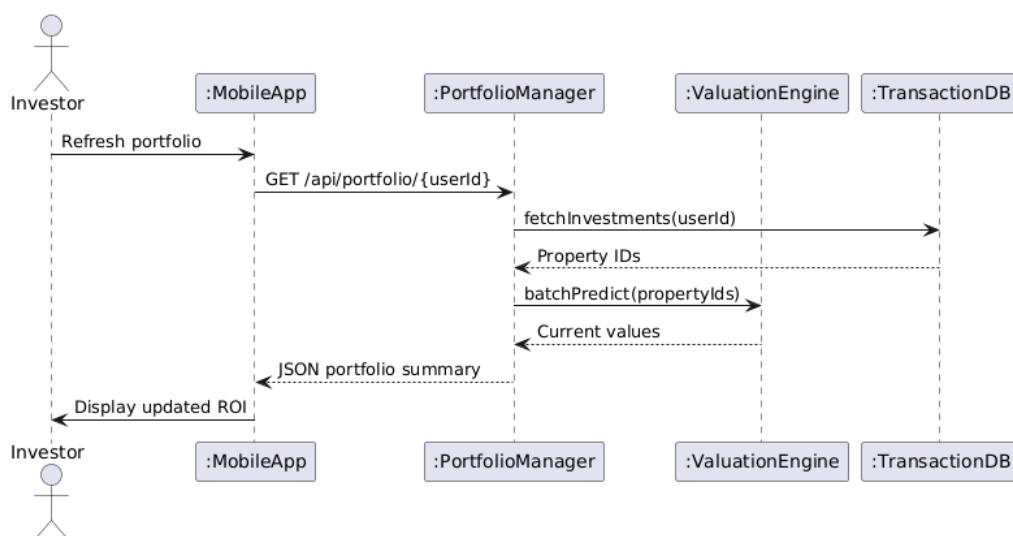 Investor
:MobileApp
:PortfolioManager
:ValuationEngine
:TransactionDB
Refresh portfolio
GET /api/portfolio/{userId}
fetchInvestments(userId)
Property IDs
batchPredict(propertyIds)
Current values
JSON portfolio summary
Display updated ROI
Investor
:MobileApp
:PortfolioManager
:ValuationEngine
:TransactionDB